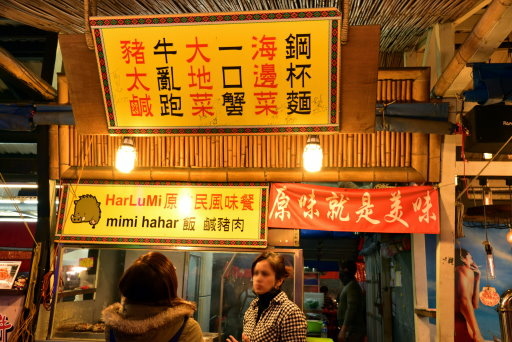 鋼杯麵
海邊菜
一口蟹
大地菜
牛亂跑
豬太鹹
HarLuMi 原住民風味餐
mimi hahar 飯 鹹豬肉
原味就是美味